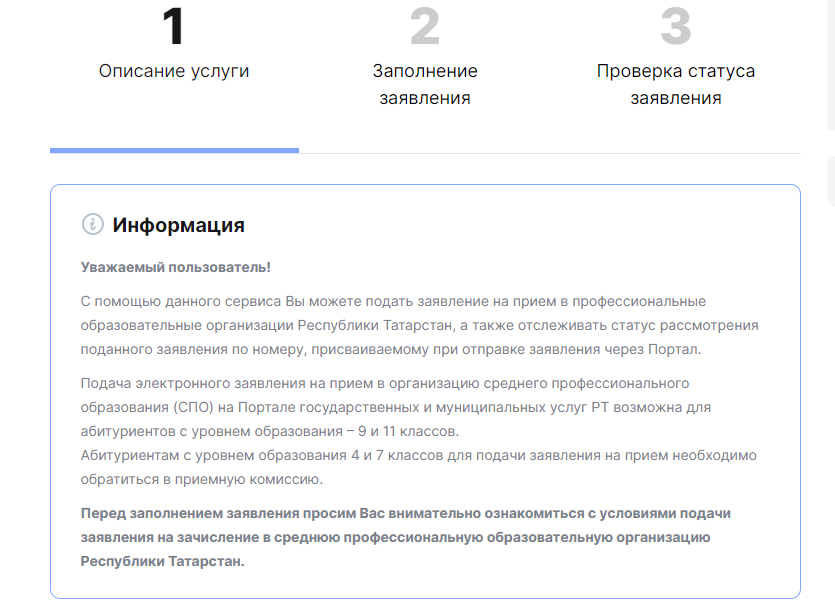 1
Описание услуги
2
Заполнение
заявления
3
Проверка статуса
заявления
Информация
Уважаемый пользователь!
С помощью данного сервиса Вы можете подать заявление на прием в профессиональные
образовательные организации Республики Татарстан, а также отслеживать статус рассмотрения
поданного заявления по номеру, присваиваемому при отправке заявления через Портал.
Подача электронного заявления на прием в организацию среднего профессионального
образования (СПО) на Портале государственных и муниципальных услуг РТ возможна для
абитуриентов с уровнем образования – 9 и 11 классов.
Абитуриентам с уровнем образования 4 и 7 классов для подачи заявления на прием необходимо
обратиться в приемную комиссию.
Перед заполнением заявления просим Вас внимательно ознакомиться с условиями подачи
заявления на зачисление в среднюю профессиональную образовательную организацию
Республики Татарстан.